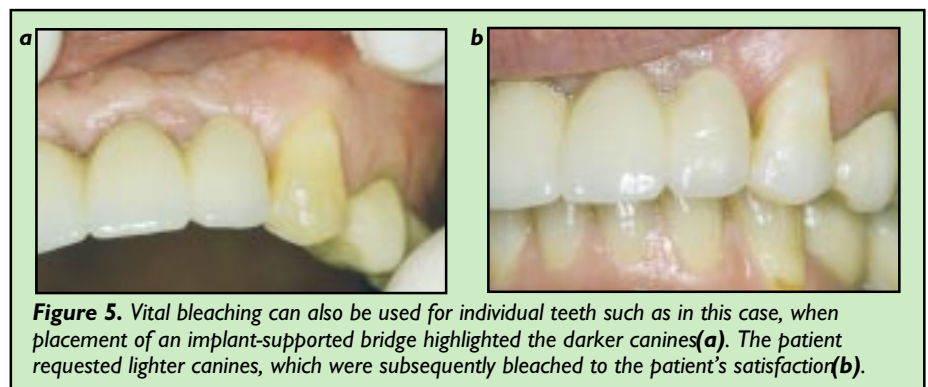 a
b
Figure 5. Vital bleaching can also be used for individual teeth such as in this case, when
placement of an implant-supported bridge highlighted the darker canines(a). The patient
requested lighter canines, which were subsequently bleached to the patient's satisfaction(b).